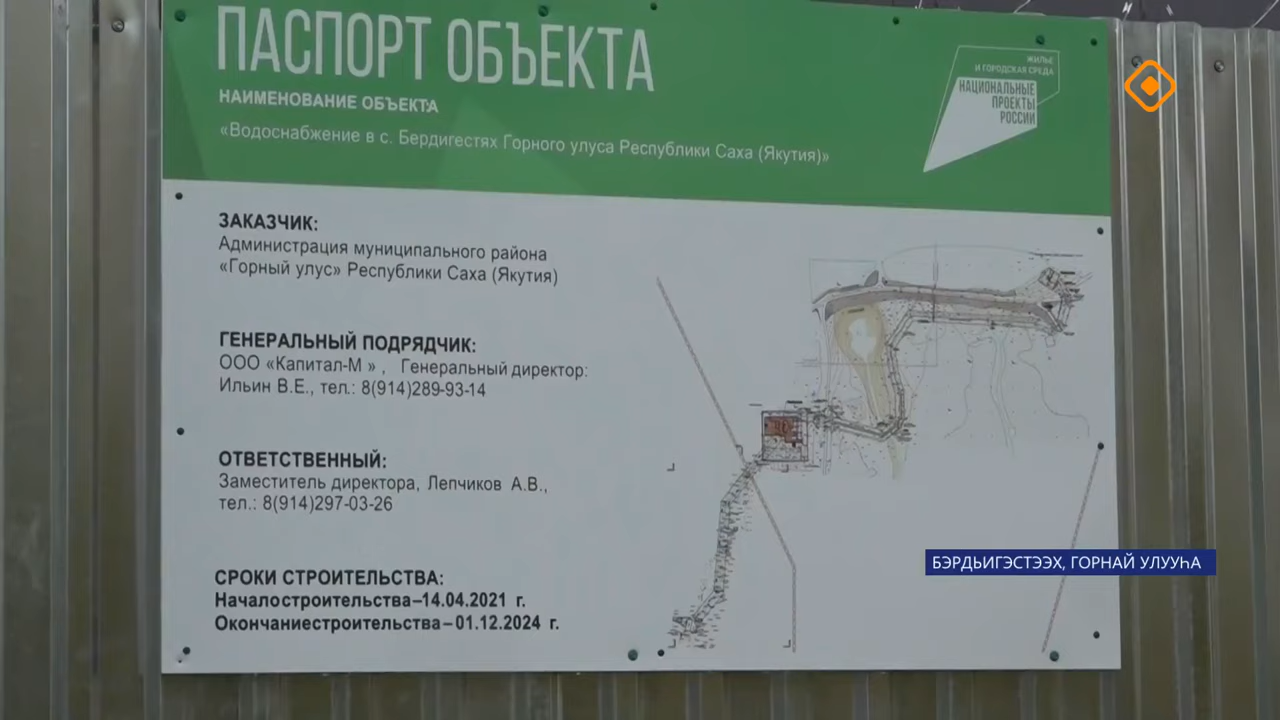 ПАСПОРТ ОБЪЕКТА
НАИМЕНОВАНИЕ ОБЪЕКТА
«Водоснабжение в с. Бердигестях Горного улуса Республики Саха (Якутия)»
ЖИЛЬЕ
И ГОРОДСКАЯ СРЕДА
НАЦИОНАЛЬНЫЕ
ПРОЕКТЫ
РОССИИ
ЗАКАЗЧИК:
Администрация муниципального района
«Горный улус» Республики Саха (Якутия)
ГЕНЕРАЛЬНЫЙ ПОДРЯДЧИК:
ООО «Капитал-М » , Генеральный директор:
Ильин В.Е., тел.: 8(914)289-93-14
ОТВЕТСТВЕННЫЙ:
Заместитель директора, Лепчиков А.В.,
тел.: 8(914)297-03-26
СРОКИ СТРОИТЕЛЬСТВА:
Началостроительства–14.04.2021 г.
Окончаниестроительства–01.12.2024 г.
БЭРДЬИГЭСТЭЭХ, ГОРНАЙ УЛУУҺА